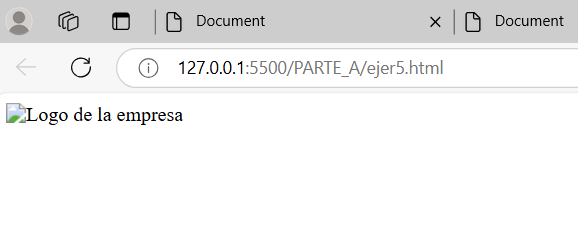 Document
Document
127.0.0.1:5500/PARTE_A/ejer5.html
Logo de la empresa